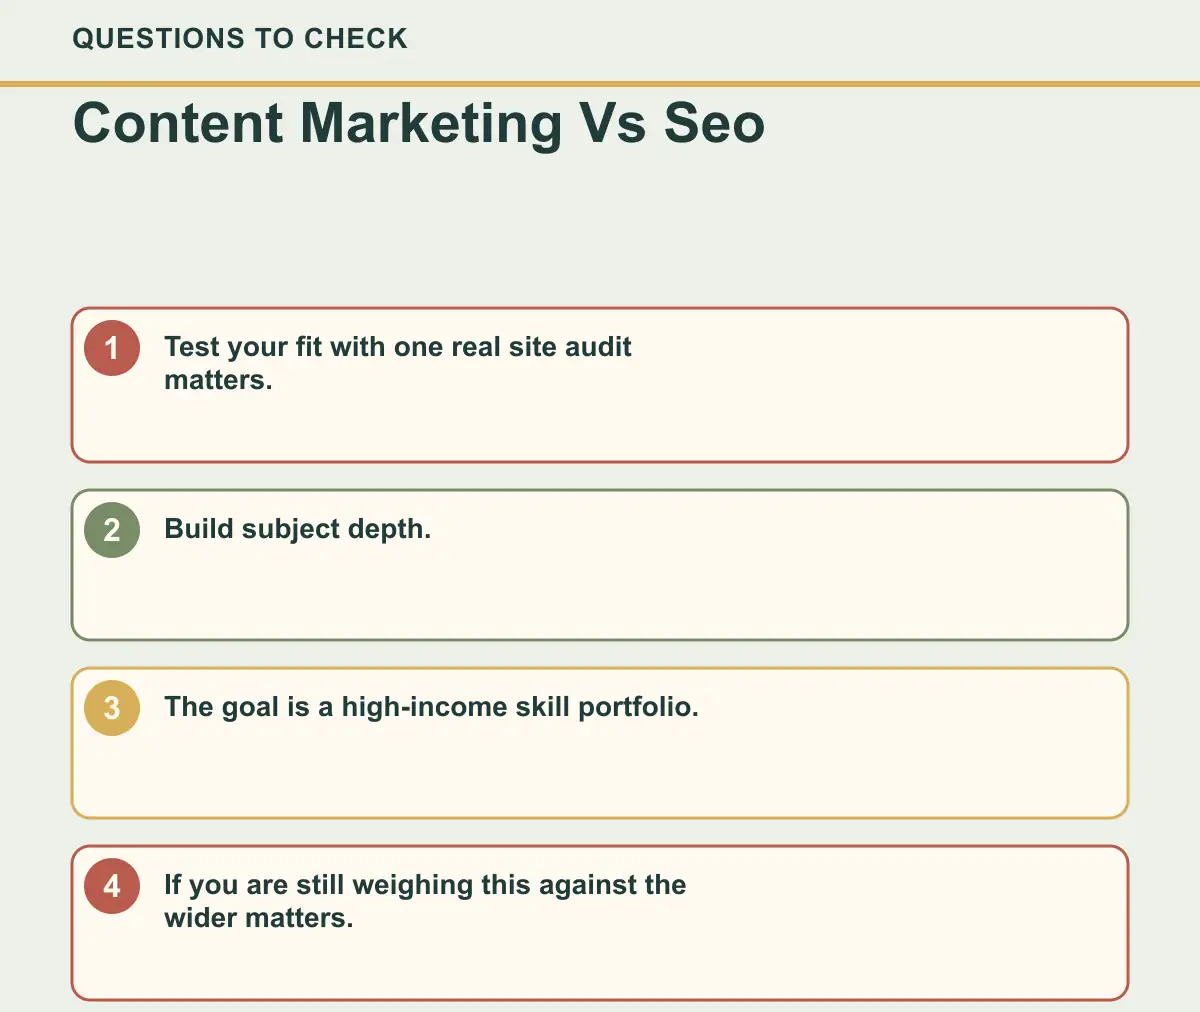 QUESTIONS TO CHECK
Content Marketing Vs Seo
1
Test your fit with one real site audit
matters.
2
Build subject depth.
3
The goal is a high-income skill portfolio.
4
If you are still weighing this against the
wider matters.